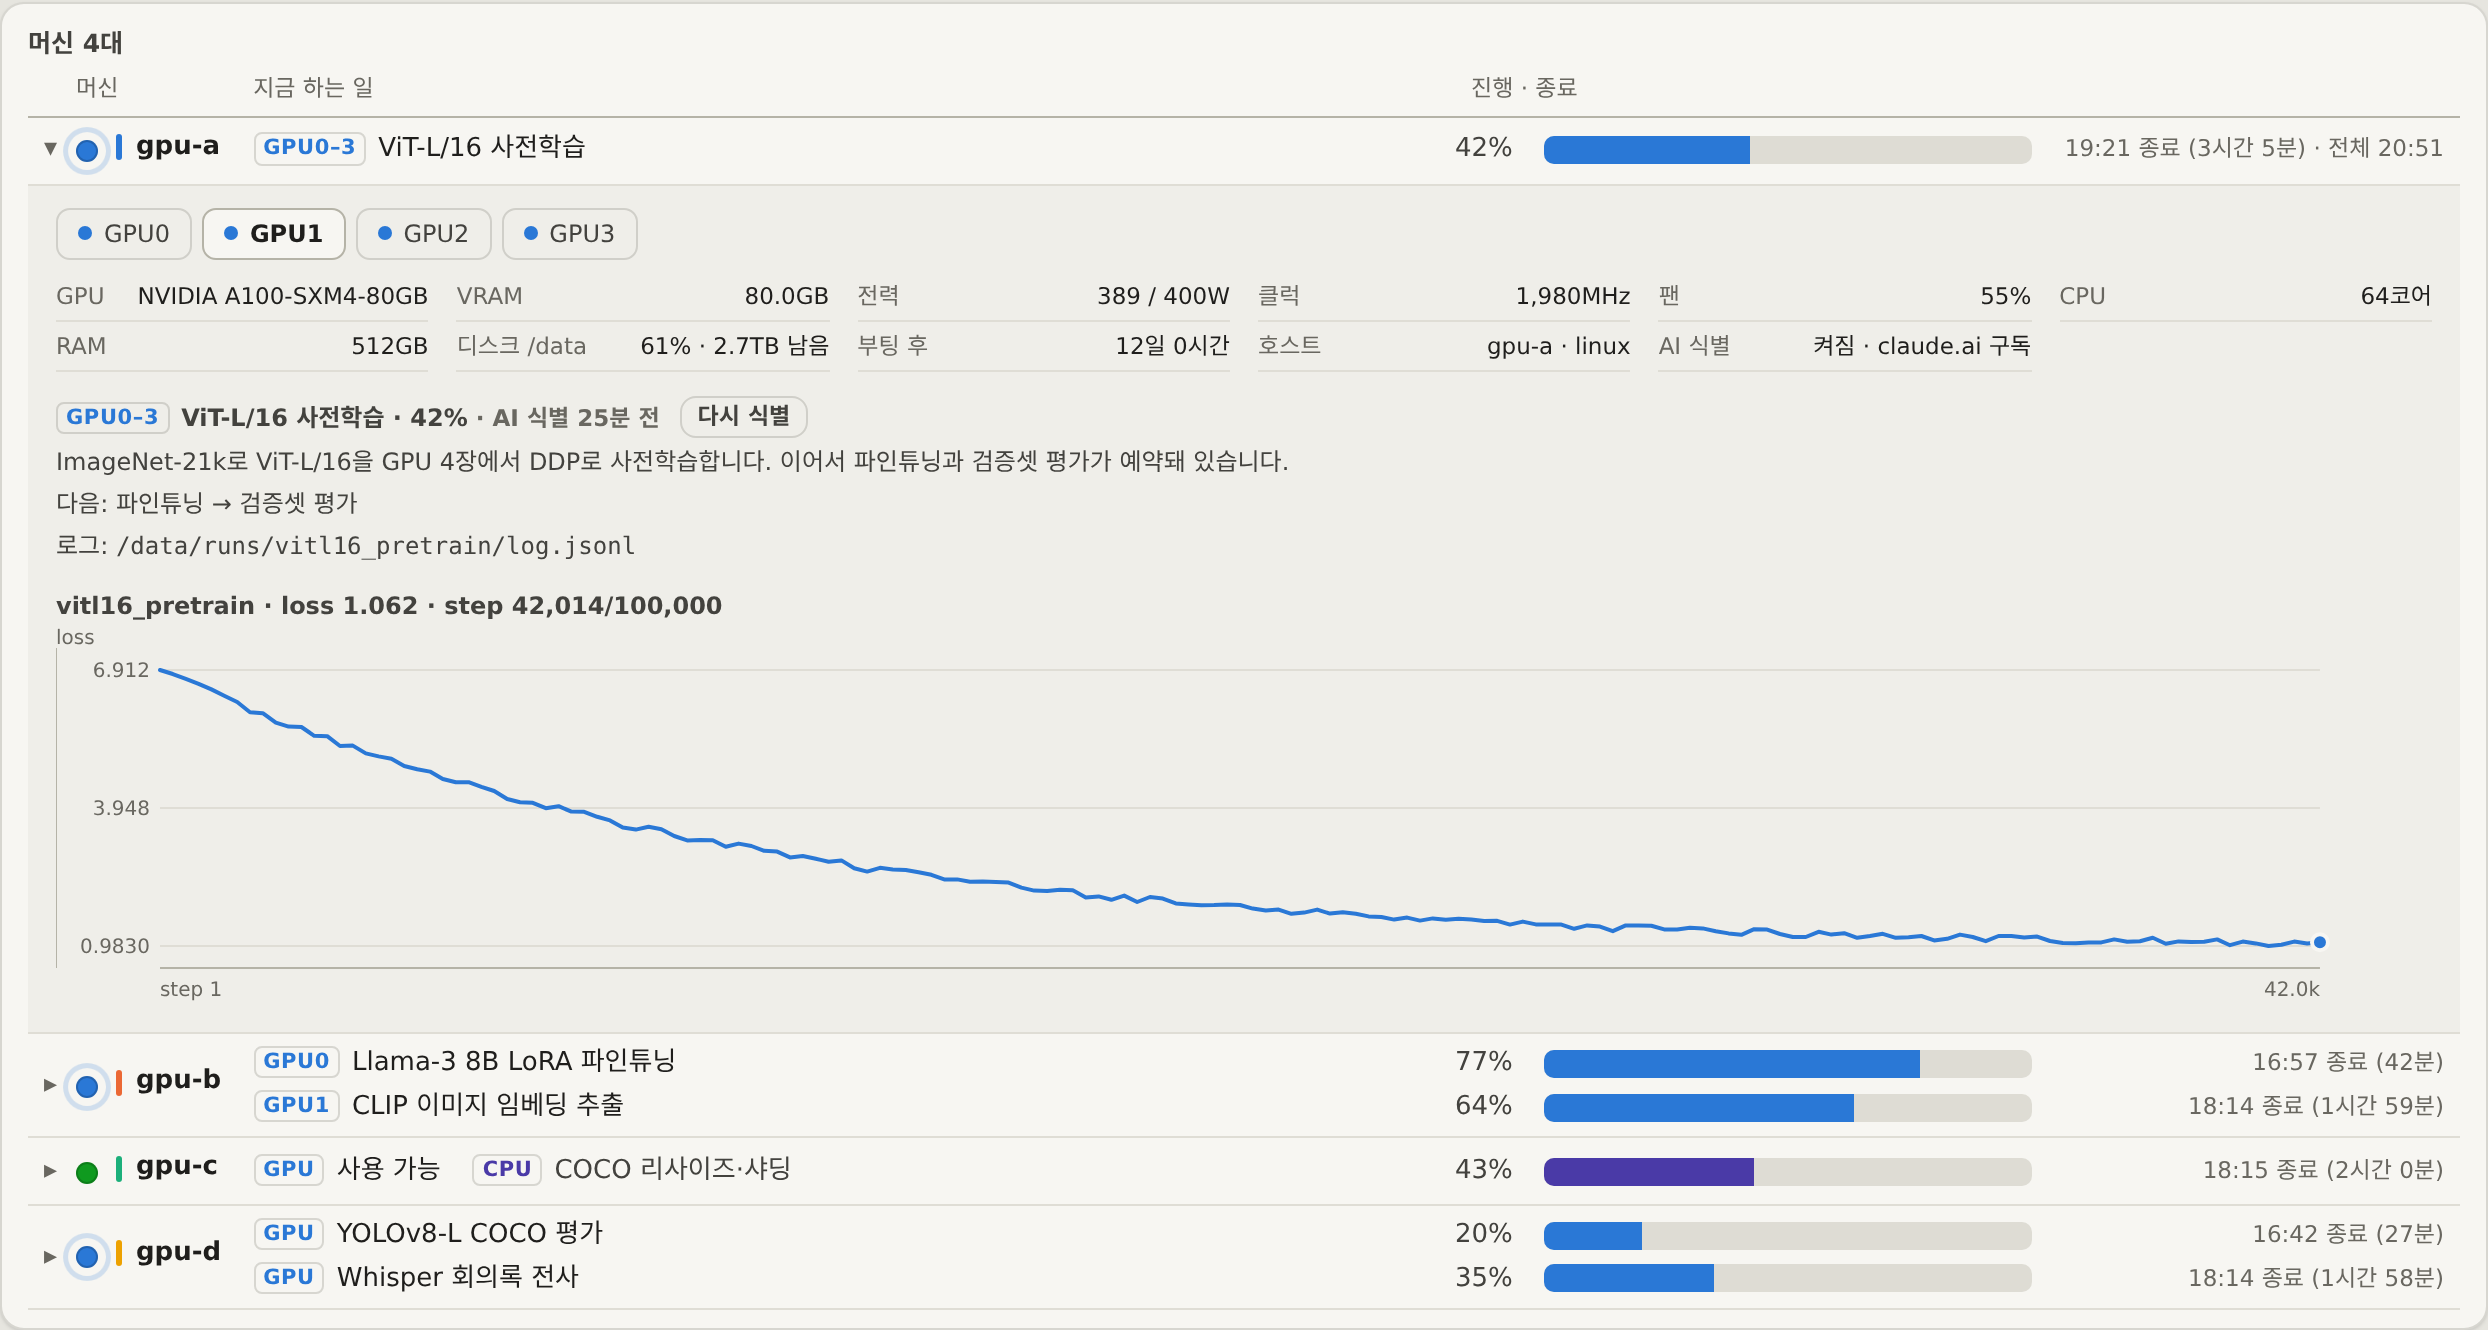 머신 4대
머신 지금 하는 일 진행 · 종료
▼ gpu-a GPU0–3 ViT-L/16 사전학습 42% 19:21 종료 (3시간 5분) · 전체 20:51
GPU0 GPU1 GPU2 GPU3
GPU NVIDIA A100-SXM4-80GB VRAM 80.0GB 전력 389 / 400W 클럭 1,980MHz 팬 55% CPU 64코어
RAM 512GB 디스크 /data 61% · 2.7TB 남음 부팅 후 12일 0시간 호스트 gpu-a · linux AI 식별 켜짐 · claude.ai 구독
GPU0–3 ViT-L/16 사전학습 · 42% · AI 식별 25분 전 다시 식별
ImageNet-21k로 ViT-L/16을 GPU 4장에서 DDP로 사전학습합니다. 이어서 파인튜닝과 검증셋 평가가 예약돼 있습니다.
다음: 파인튜닝 → 검증셋 평가
로그: /data/runs/vitl16_pretrain/log.jsonl
vitl16_pretrain · loss 1.062 · step 42,014/100,000
loss
6.912
3.948
0.9830
step 1 42.0k
▶ gpu-b GPU0 Llama-3 8B LoRA 파인튜닝 77% 16:57 종료 (42분)
GPU1 CLIP 이미지 임베딩 추출 64% 18:14 종료 (1시간 59분)
▶ gpu-c GPU 사용 가능 CPU COCO 리사이즈·샤딩 43% 18:15 종료 (2시간 0분)
▶ gpu-d GPU YOLOv8-L COCO 평가 20% 16:42 종료 (27분)
GPU Whisper 회의록 전사 35% 18:14 종료 (1시간 58분)